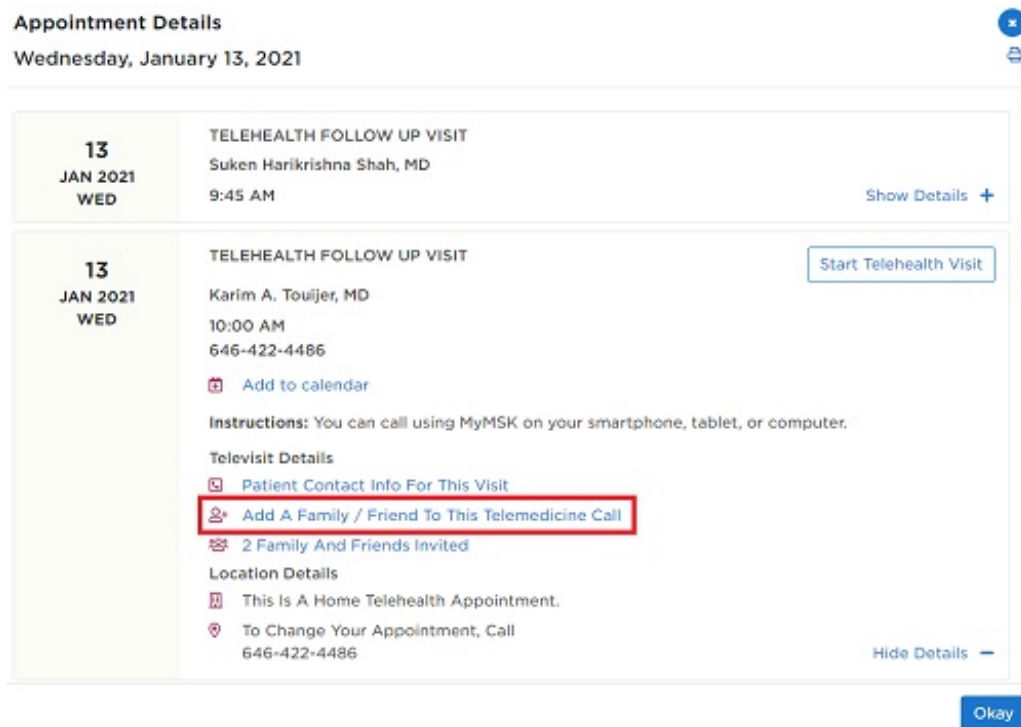 Appointment Details
Wednesday, January 13, 2021
13
JAN 2021
WED
TELEHEALTH FOLLOW UP VISIT
Suken Harikrishna Shah, MD
9:45 AM
Show Details +
13
JAN 2021
WED
TELEHEALTH FOLLOW UP VISIT
Start Telehealth Visit
Karim A. Touijer, MD
10:00 AM
646-422-4486
Add to calendar
Instructions: You can call using MyMSK on your smartphone, tablet, or computer.
Televisit Details
Patient Contact Info For This Visit
Add A Family / Friend To This Telemedicine Call
2 Family And Friends Invited
Location Details
This Is A Home Telehealth Appointment.
To Change Your Appointment, Call
646-422-4486
Hide Details −
Okay